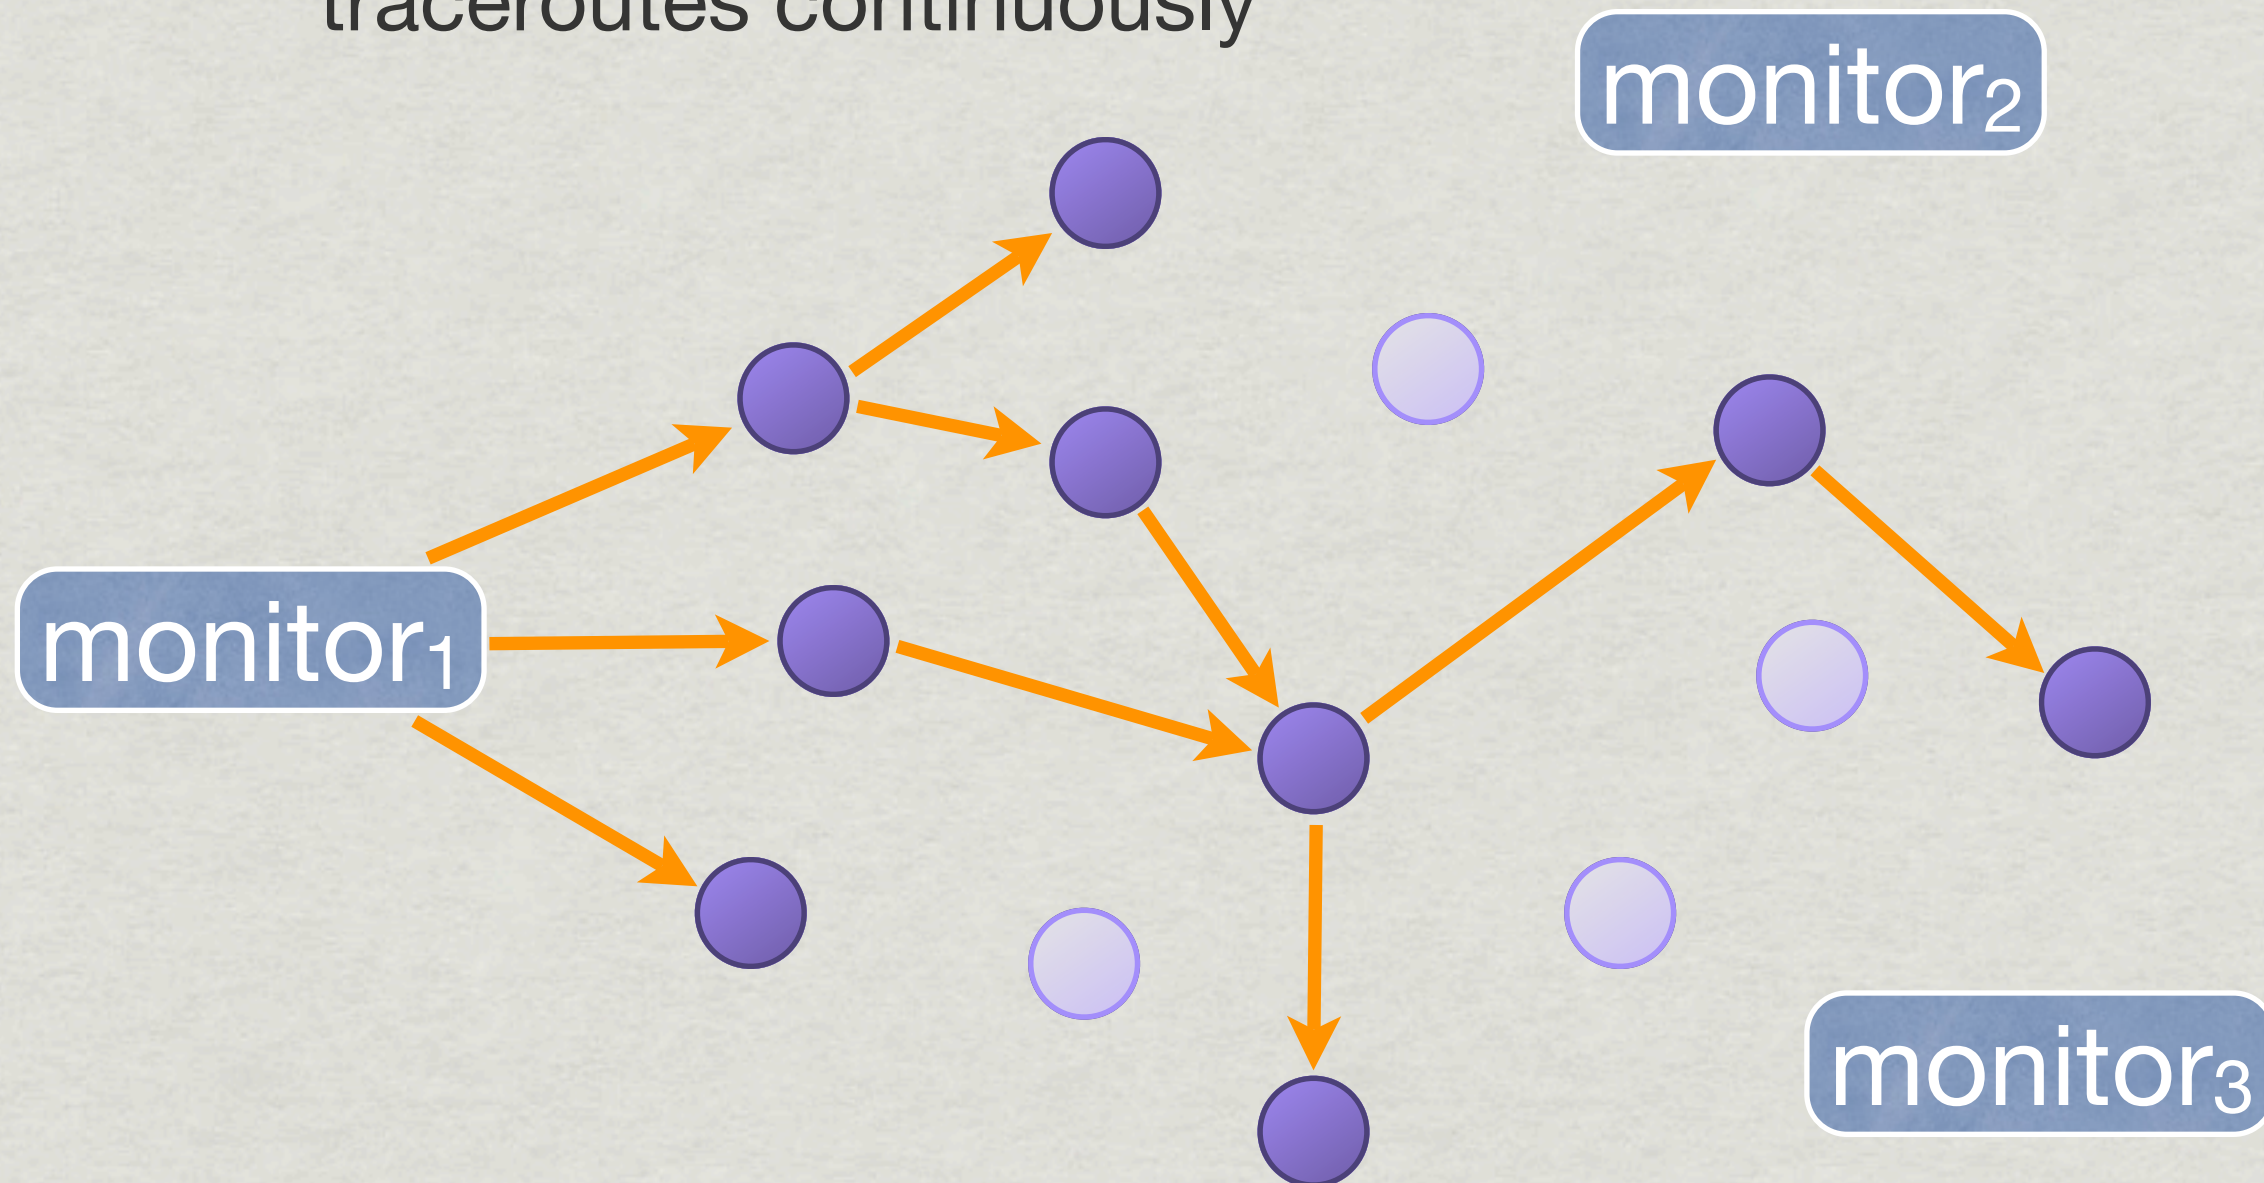 traceroutes continuously
monitor₂
monitor₁
monitor₃